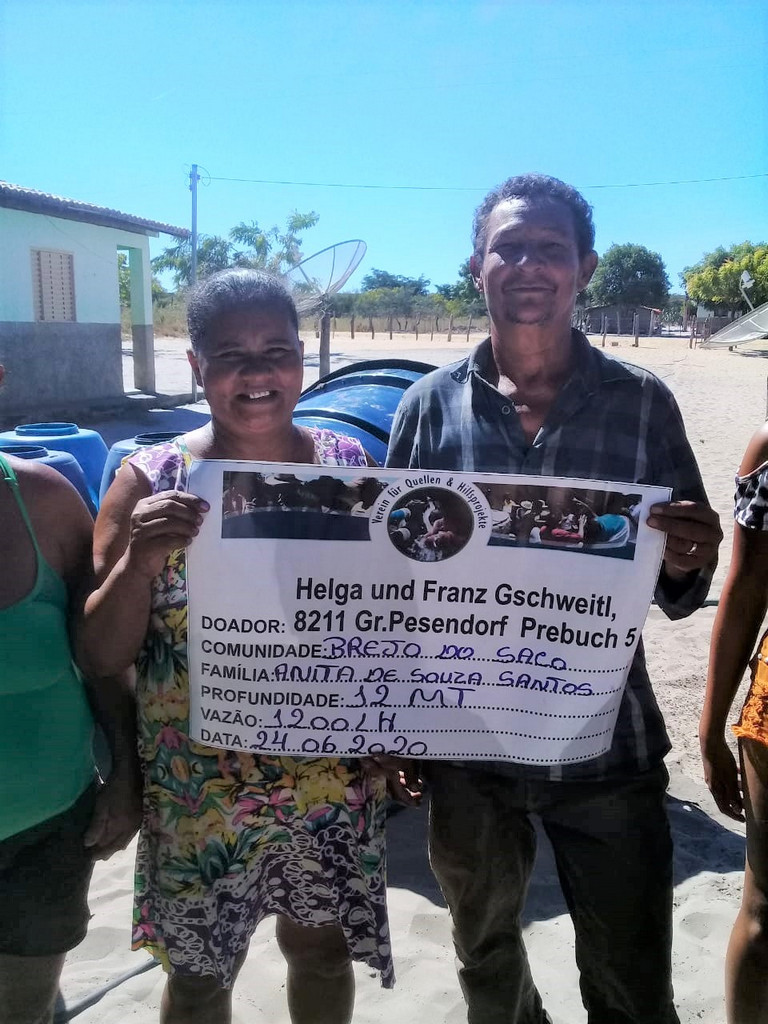 Verein für Quellen & Hilfsprojekte
Helga und Franz Gschweitl,
DOADOR: 8211 Gr.Pesendorf Prebuch 5
COMUNIDADE: BREJO DO SACO
FAMÍLIA: ANITA DE SOUZA SANTOS
PROFUNDIDADE: 12 MT
VAZÃO: 1200LH
DATA: 24.06.2020